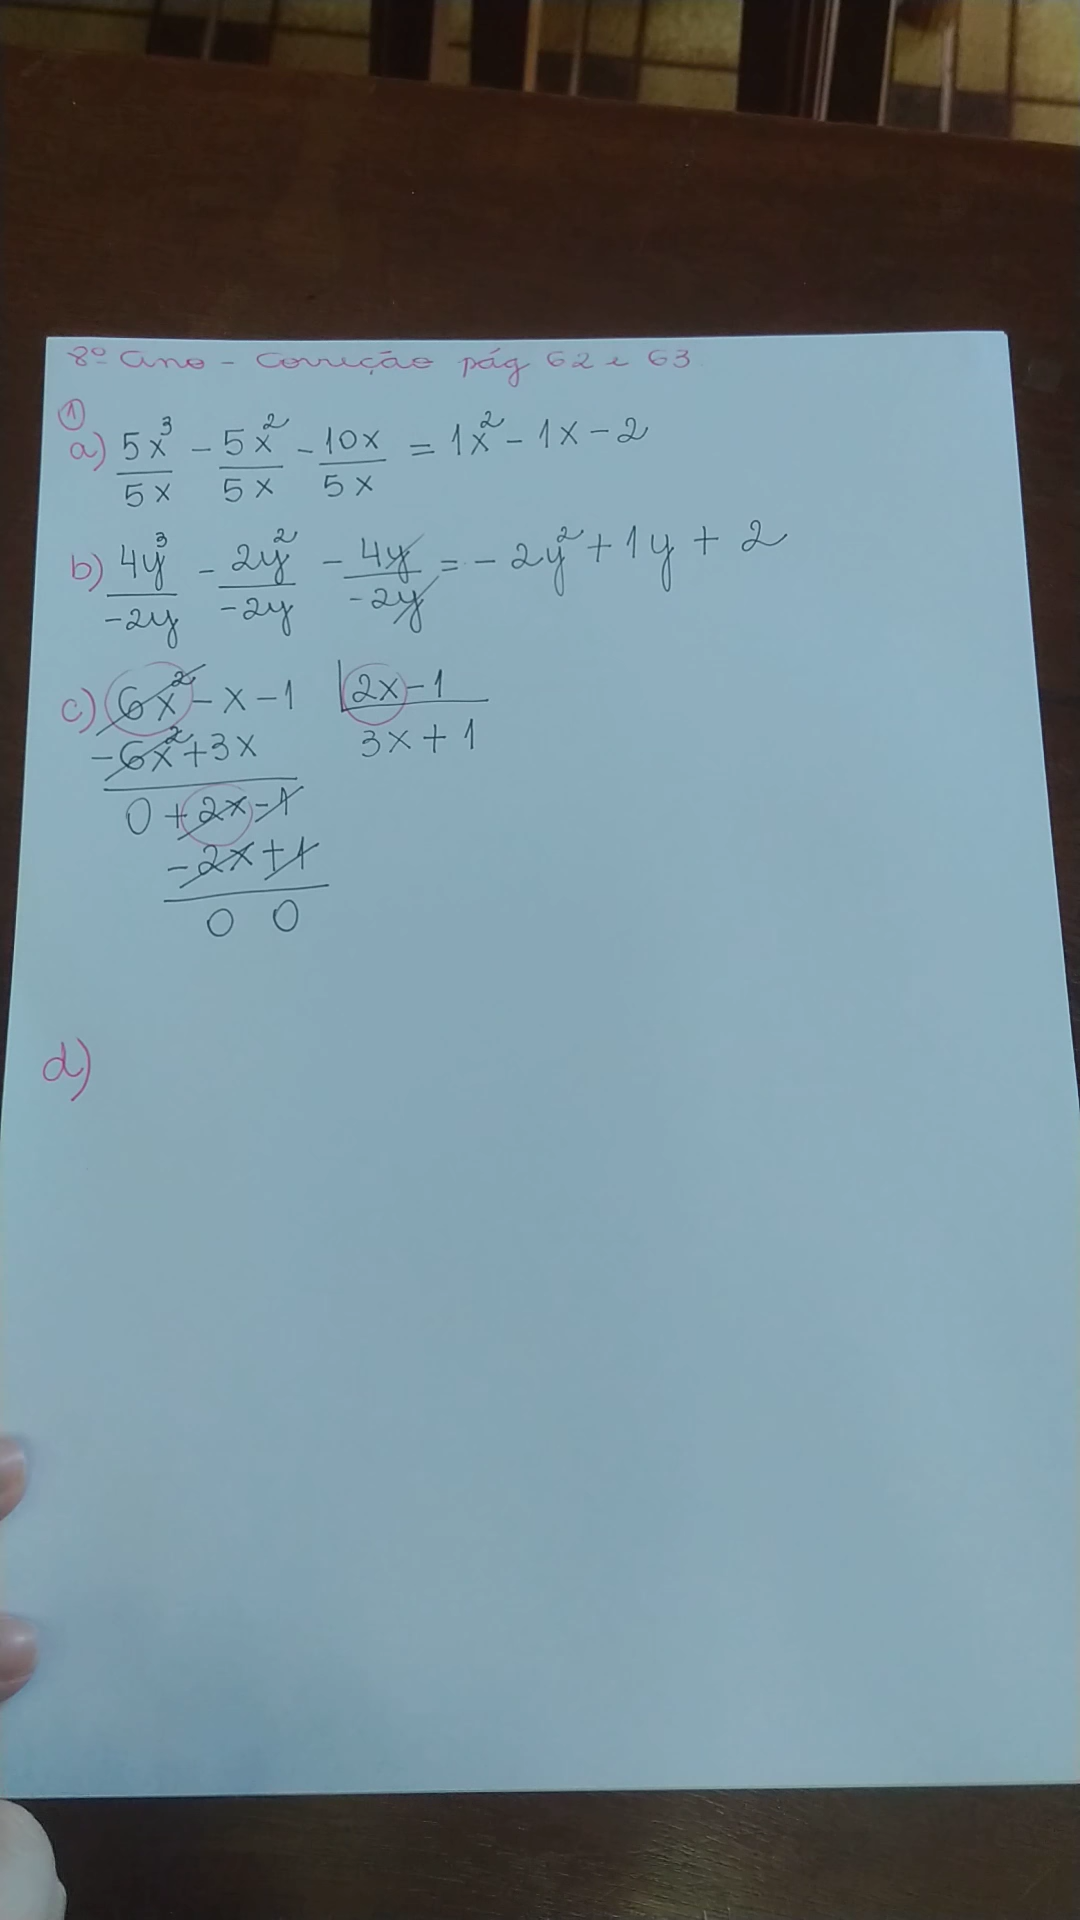 8º ano - Correção pág 62 e 63
①
a) 5x³/5x - 5x²/5x - 10x/5x = 1x² - 1x - 2
b) 4y³/-2y - 2y²/-2y - 4y/-2y = - 2y² + 1y + 2
c) 6x² - x - 1 | 2x - 1
- 6x² + 3x 3x + 1
0 + 2x - 1
- 2x + 1
0 0
d)